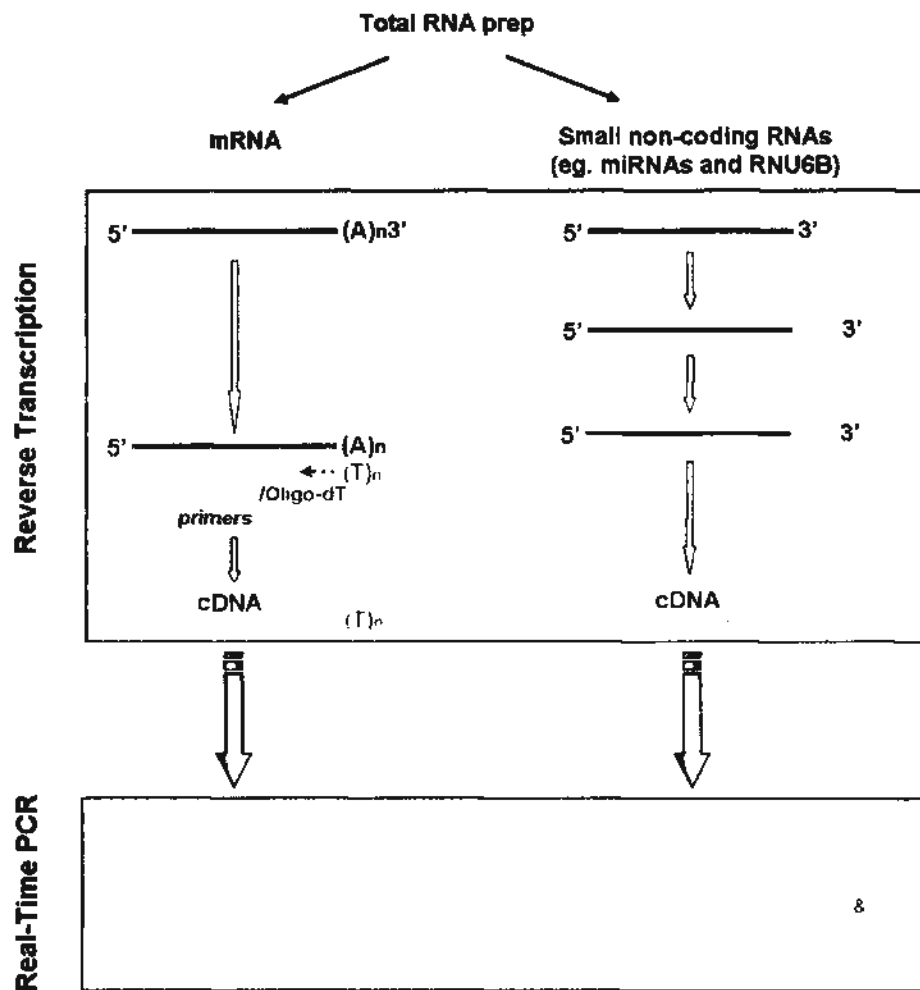 Total RNA prep
mRNA
Small non-coding RNAs
(eg. miRNAs and RNU6B)
Reverse Transcription
5' (A)n3'
5' 3'
5' 3'
5' (A)n
5' 3'
(T)n
/Oligo-dT
primers
cDNA
cDNA
(T)n
Real-Time PCR
&